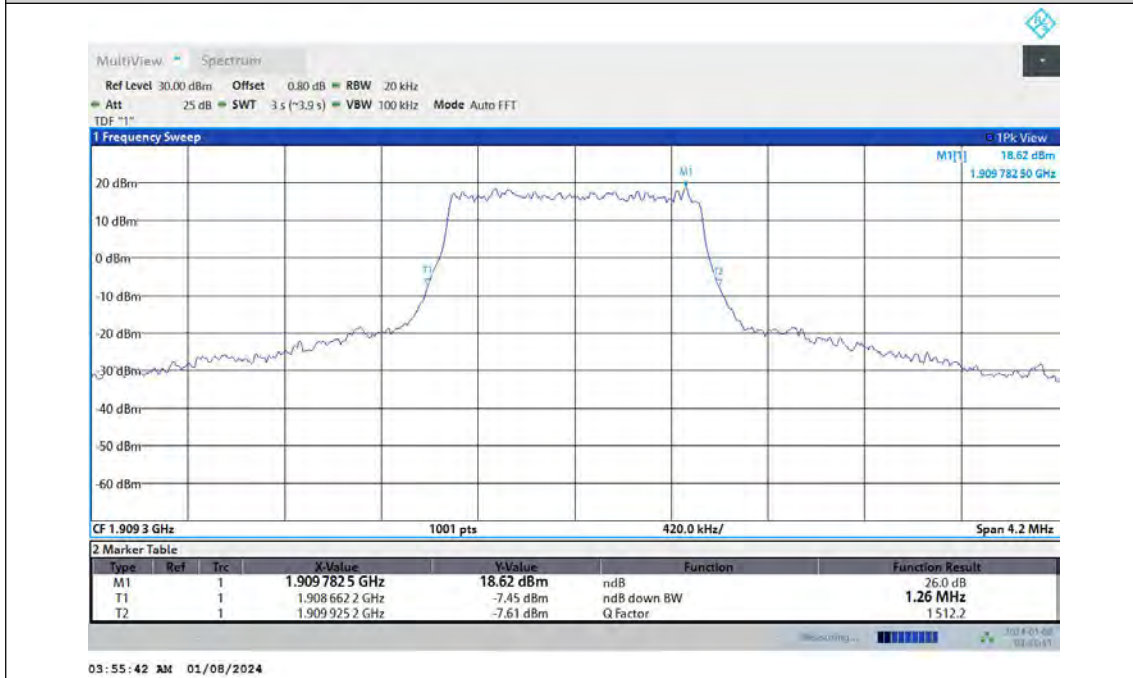 MultiView Spectrum
Ref Level 30.00 dBm Offset 0.80 dB RBW 20 kHz
Att 25 dB SWT 3 s (~3.9 s) VBW 100 kHz Mode Auto FFT
TDF "1"
1 Frequency Sweep 1Pk View
M1[1] 18.62 dBm
1.909 782 50 GHz
M1
20 dBm
10 dBm
0 dBm
T1 T2
-10 dBm
-20 dBm
-30 dBm
-40 dBm
-50 dBm
-60 dBm
CF 1.909 3 GHz 1001 pts 420.0 kHz/ Span 4.2 MHz
2 Marker Table
Type Ref Trc X-Value Y-Value Function Function Result
M1 1 1.909 782 5 GHz 18.62 dBm ndB 26.0 dB
T1 1 1.908 662 2 GHz -7.45 dBm ndB down BW 1.26 MHz
T2 1 1.909 925 2 GHz -7.61 dBm Q Factor 1 512.2
Measuring...
03:55:42 AM 01/08/2024